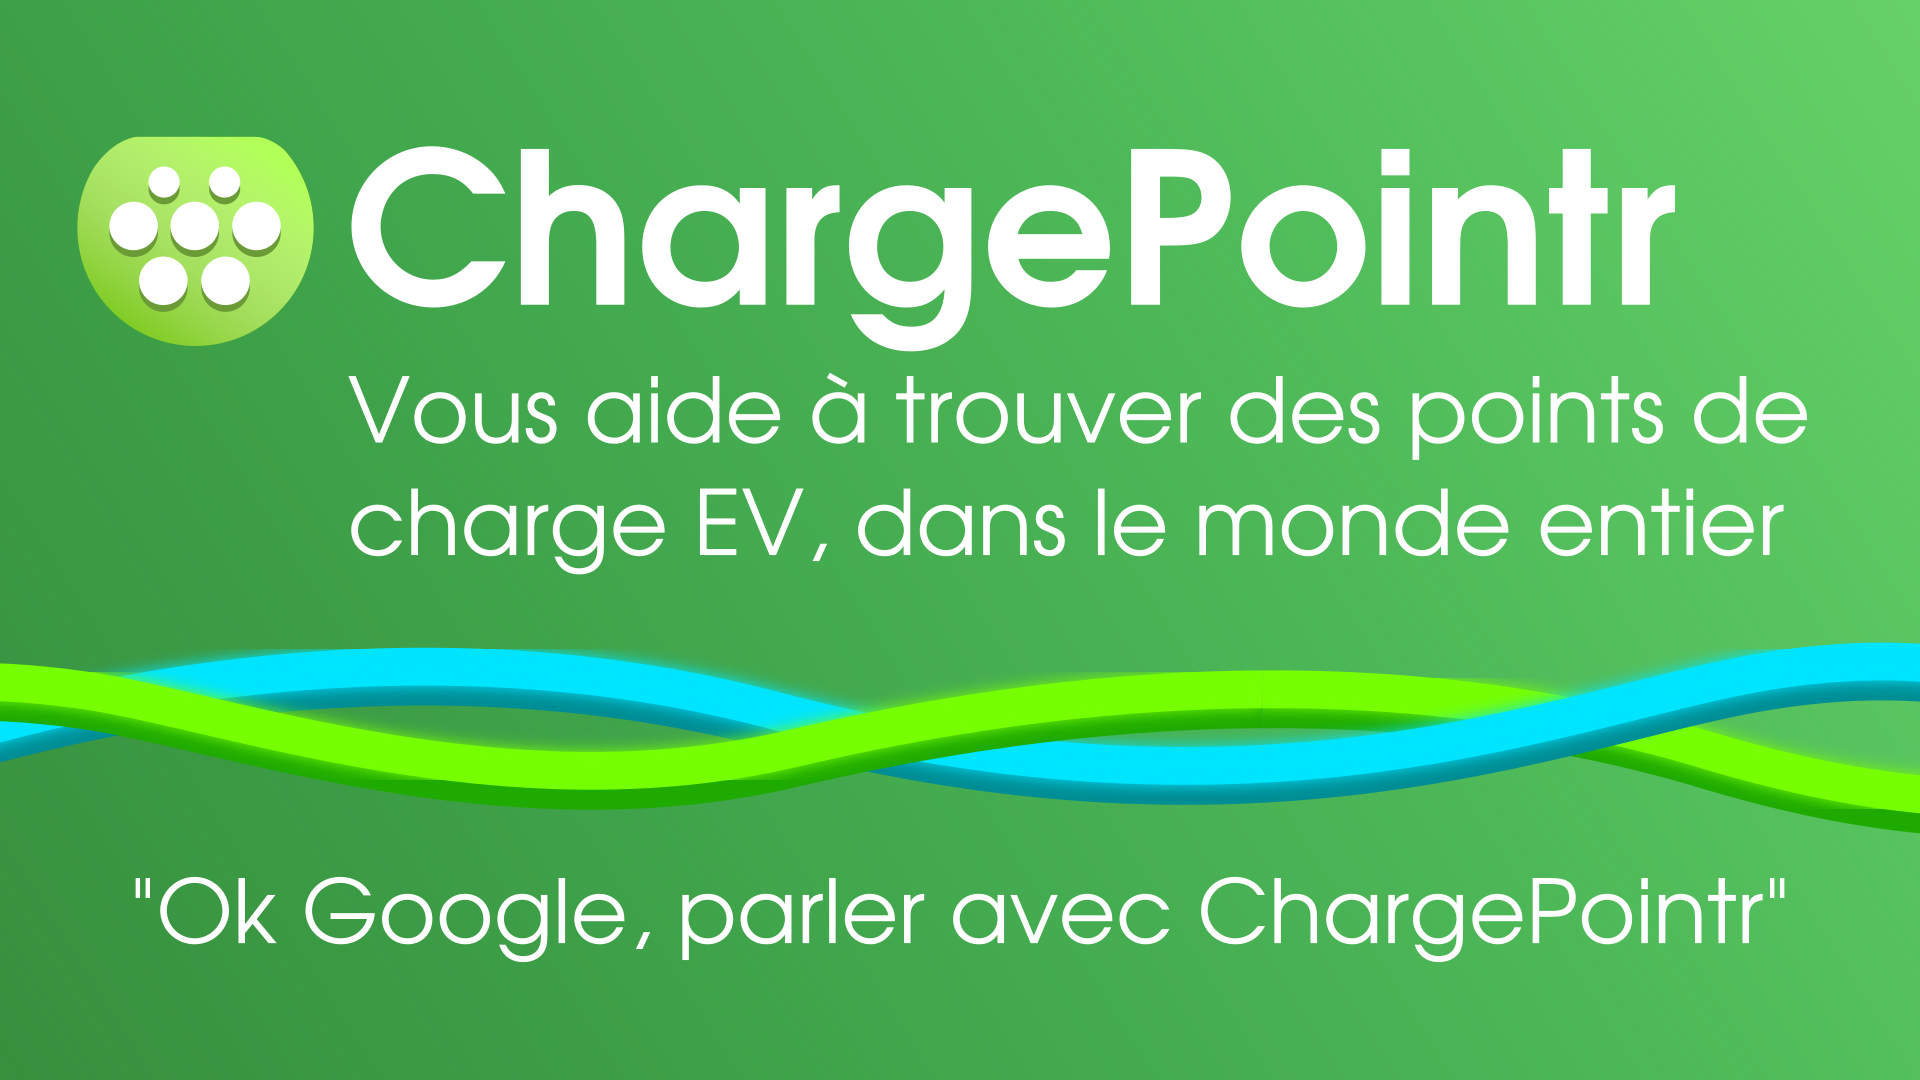 ChargePointr
Vous aide à trouver des points de
charge EV, dans le monde entier
"Ok Google, parler avec ChargePointr"